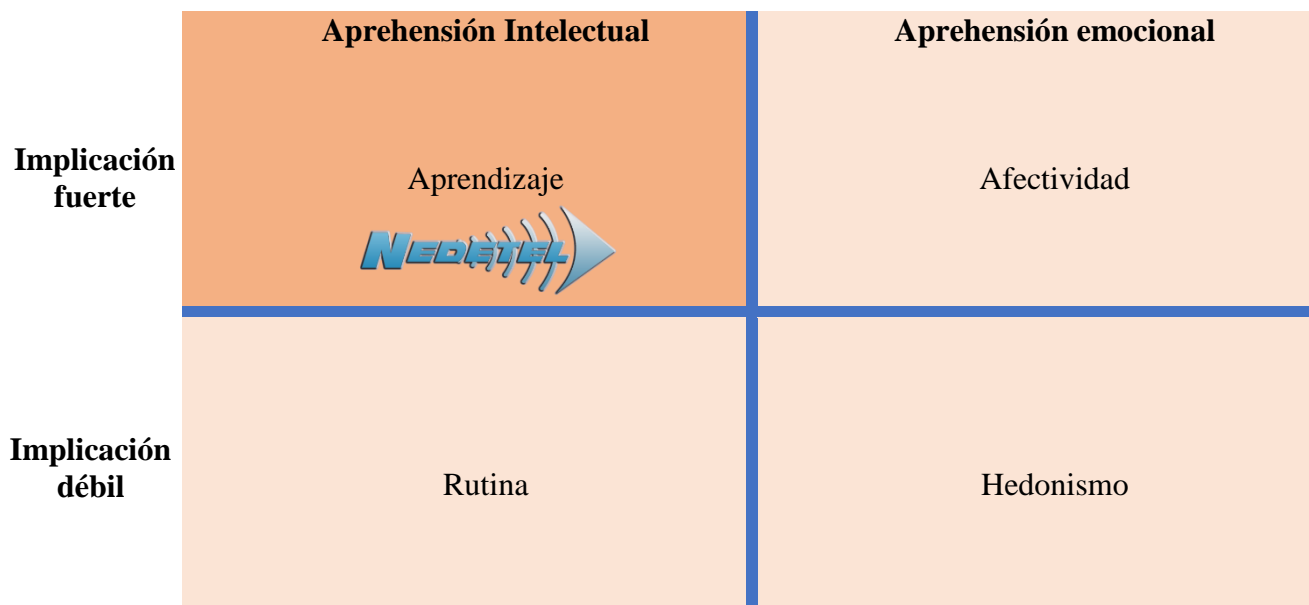 Aprehensión Intelectual
Aprehensión emocional
Implicación
fuerte
Aprendizaje
NEDETEL
Afectividad
Implicación
débil
Rutina
Hedonismo